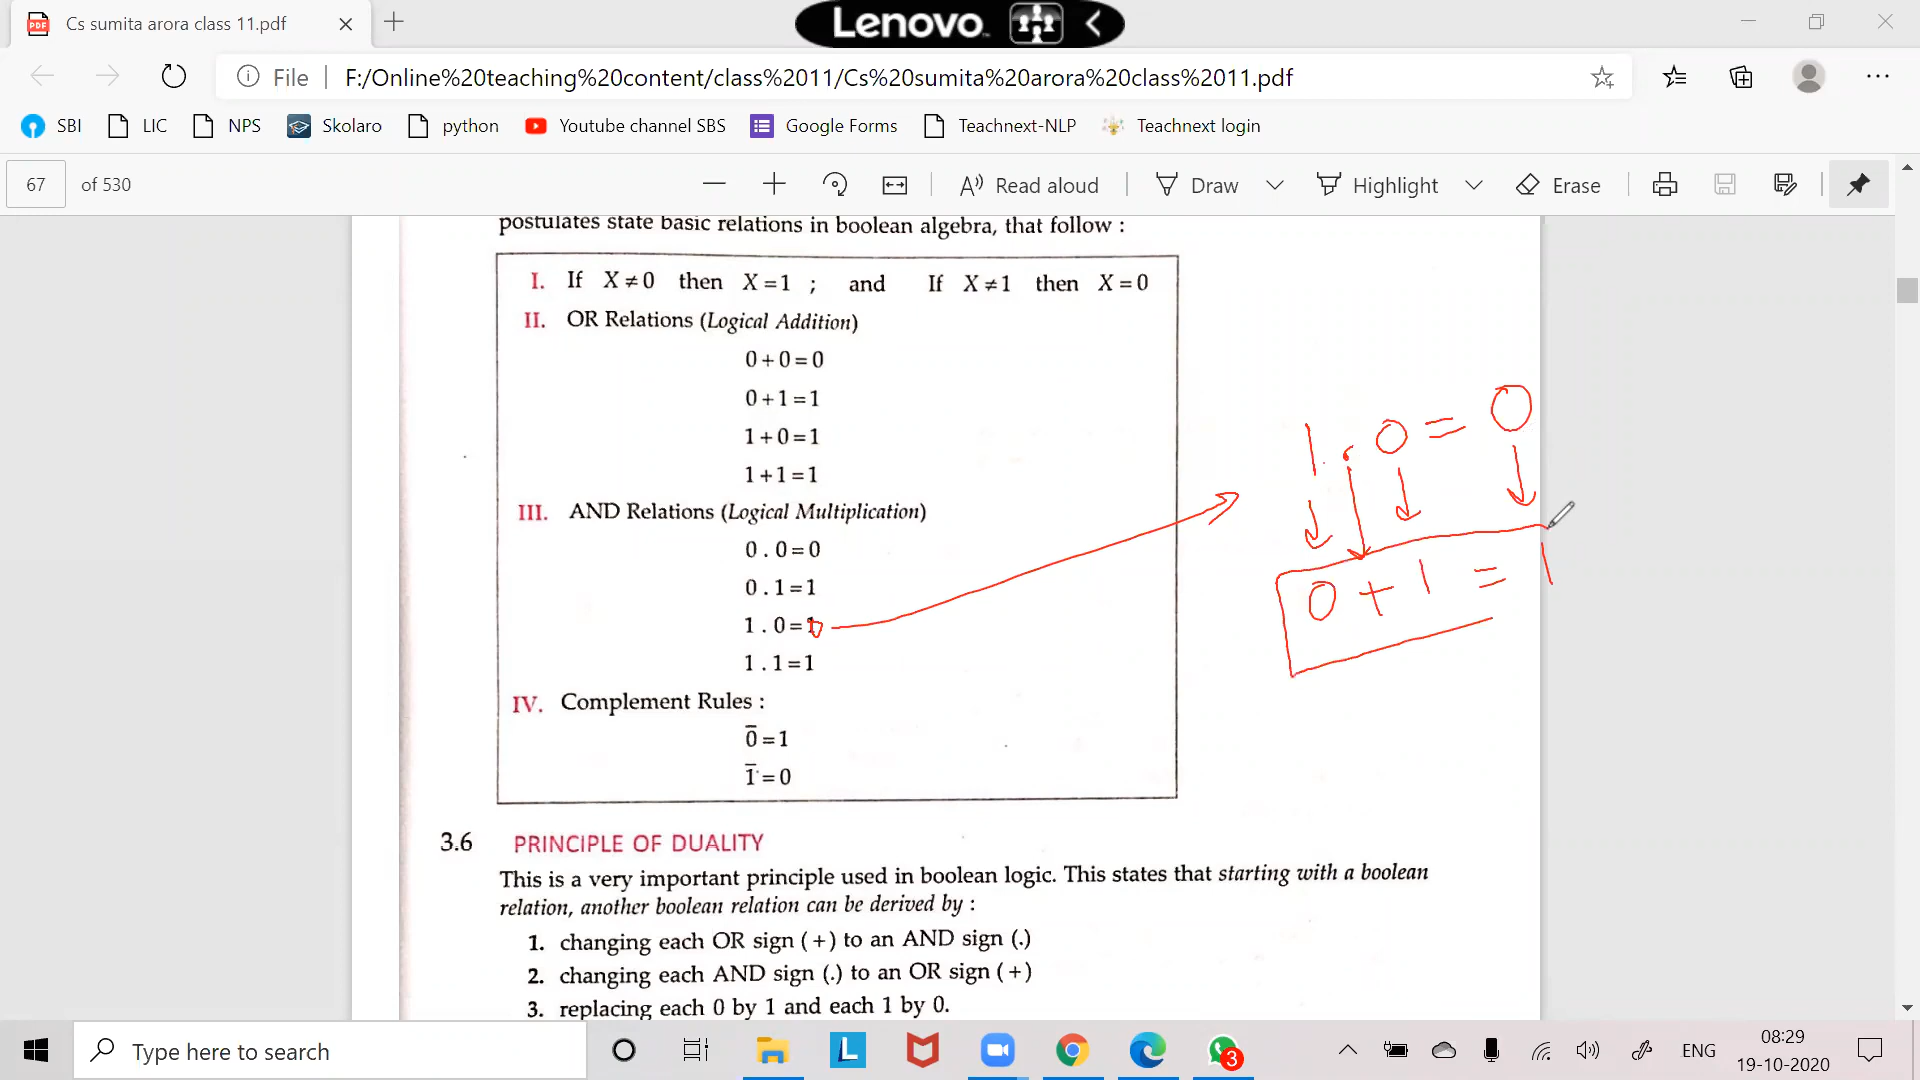 Cs sumita arora class 11.pdf
Lenovo
File F:/Online%20teaching%20content/class%2011/Cs%20sumita%20arora%20class%2011.pdf
SBI LIC NPS Skolaro python Youtube channel SBS Google Forms Teachnext-NLP Teachnext login
67 of 530 Read aloud Draw Highlight Erase
postulates state basic relations in boolean algebra, that follow :
I. If X ≠ 0 then X = 1 ; and If X ≠ 1 then X = 0
II. OR Relations (Logical Addition)
0 + 0 = 0
0 + 1 = 1
1 + 0 = 1
1 + 1 = 1
III. AND Relations (Logical Multiplication)
0 . 0 = 0
0 . 1 = 1
1 . 0 = 1
1 . 1 = 1
IV. Complement Rules :
0̅ = 1
1̅ = 0
1 . 0 = 0
0 + 1 = 1
3.6 PRINCIPLE OF DUALITY
This is a very important principle used in boolean logic. This states that starting with a boolean
relation, another boolean relation can be derived by :
1. changing each OR sign (+) to an AND sign (.)
2. changing each AND sign (.) to an OR sign (+)
3. replacing each 0 by 1 and each 1 by 0.
Type here to search
L
3
ENG
08:29
19-10-2020